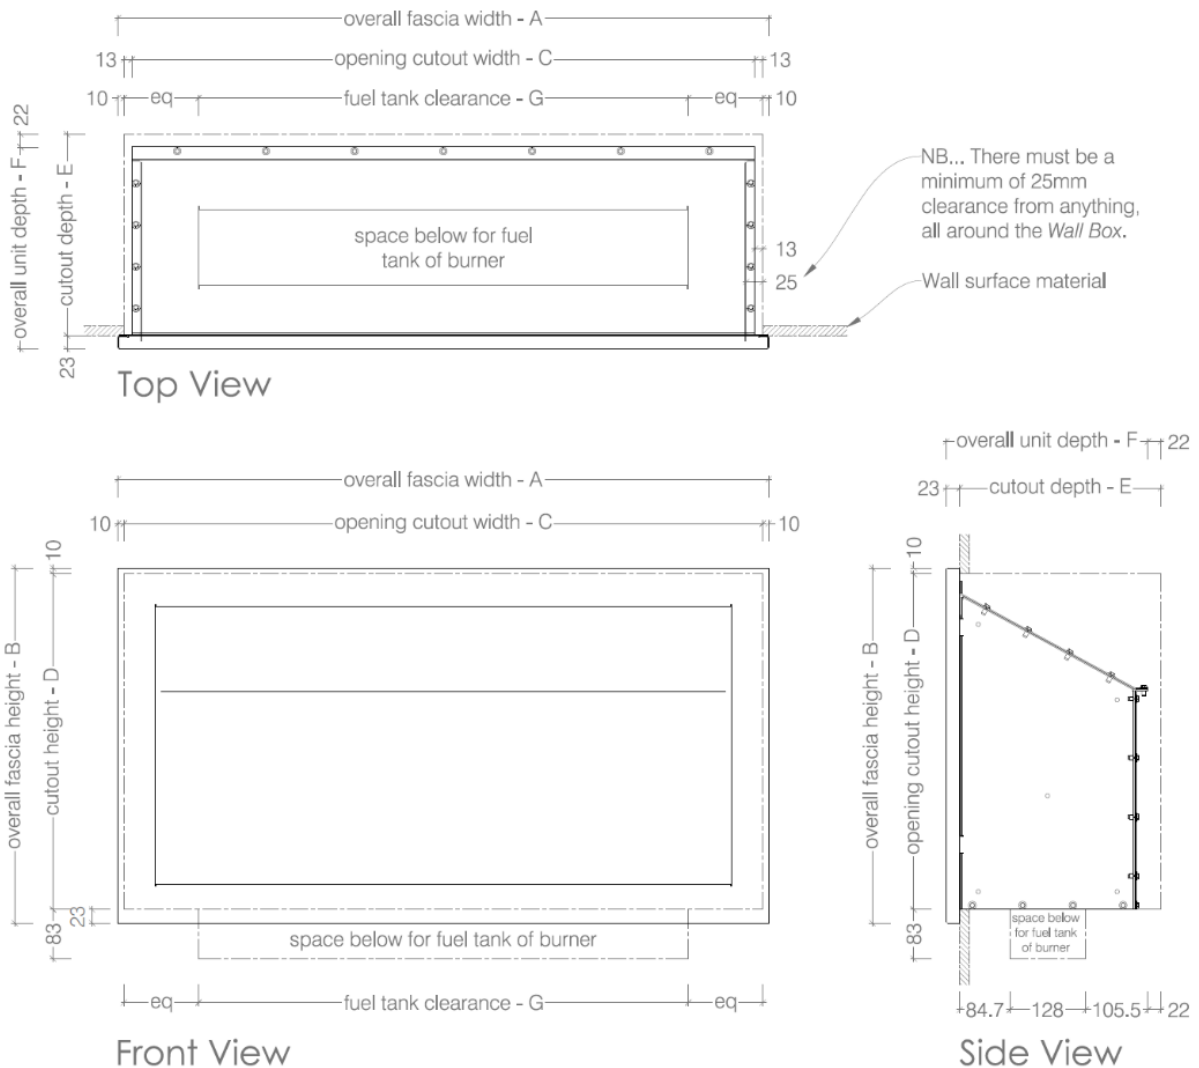 overall fascia width - A
13
opening cutout width - C
13
10
eq
fuel tank clearance - G
eq
10
22
overall unit depth - F
cutout depth - E
23
space below for fuel
tank of burner
13
25
NB... There must be a
minimum of 25mm
clearance from anything,
all around the Wall Box.
Wall surface material
Top View
overall fascia width - A
10
opening cutout width - C
10
10
overall fascia height - B
cutout height - D
23
83
space below for fuel tank of burner
eq
fuel tank clearance - G
eq
Front View
overall unit depth - F
22
23
cutout depth - E
10
overall fascia height - B
opening cutout height - D
83
space below
for fuel tank
of burner
84.7
128
105.5
22
Side View